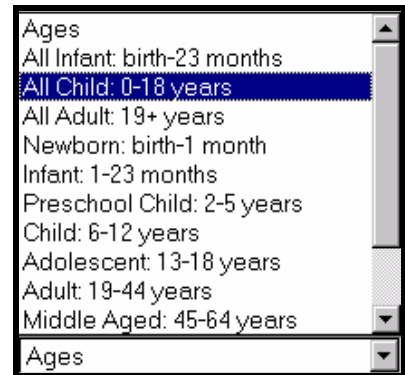 Ages
All Infant: birth-23 months
All Child: 0-18 years
All Adult: 19+ years
Newborn: birth-1 month
Infant: 1-23 months
Preschool Child: 2-5 years
Child: 6-12 years
Adolescent: 13-18 years
Adult: 19-44 years
Middle Aged: 45-64 years
Ages